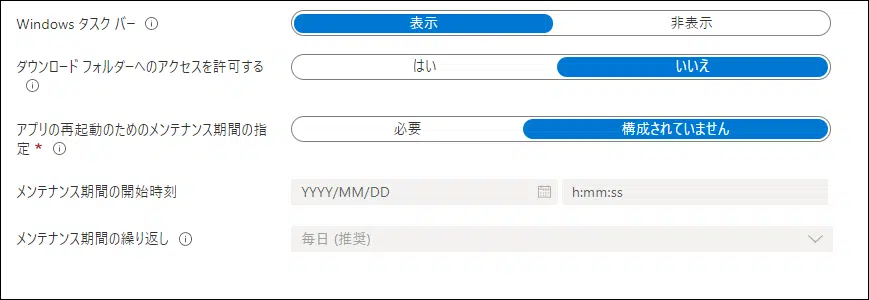 Windows タスク バー
表示
非表示
ダウンロード フォルダーへのアクセスを許可する
はい
いいえ
アプリの再起動のためのメンテナンス期間の指
定 *
必要
構成されていません
メンテナンス期間の開始時刻
YYYY/MM/DD
h:mm:ss
メンテナンス期間の繰り返し
毎日 (推奨)